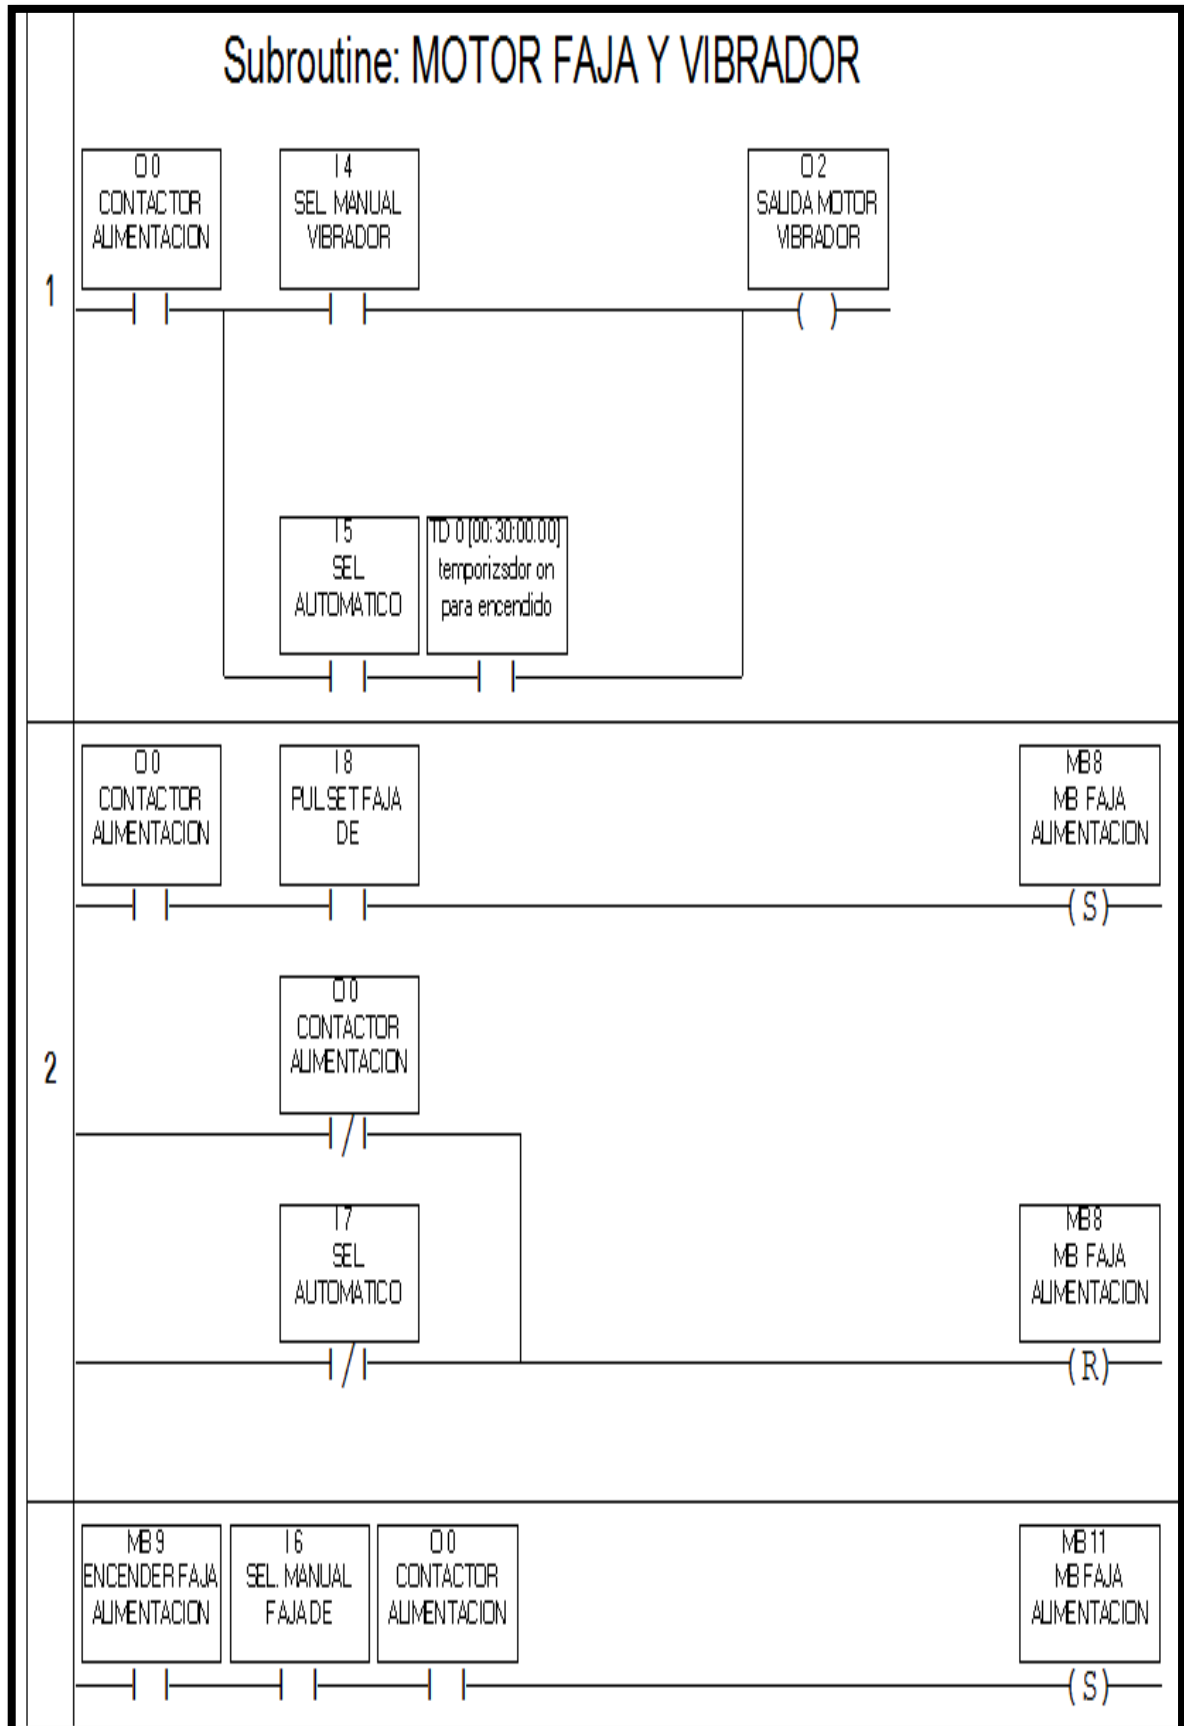 Subroutine: MOTOR FAJA Y VIBRADOR
O 0
CONTACTOR
ALIMENTACION
I 4
SEL. MANUAL
VIBRADOR
O 2
SALIDA MOTOR
VIBRADOR
1
( )
I 5
SEL
AUTOMATICO
TD 0 [00:30:00.00]
temporizsdor on
para encendido
O 0
CONTACTOR
ALIMENTACION
I 8
PULSET FAJA
DE
MB 8
MB FAJA
ALIMENTACION
(S)
O 0
CONTACTOR
ALIMENTACION
2
I 7
SEL
AUTOMATICO
MB 8
MB FAJA
ALIMENTACION
(R)
MB 9
ENCENDER FAJA
ALIMENTACION
I 6
SEL. MANUAL
FAJA DE
O 0
CONTACTOR
ALIMENTACION
MB 11
MB FAJA
ALIMENTACION
(S)